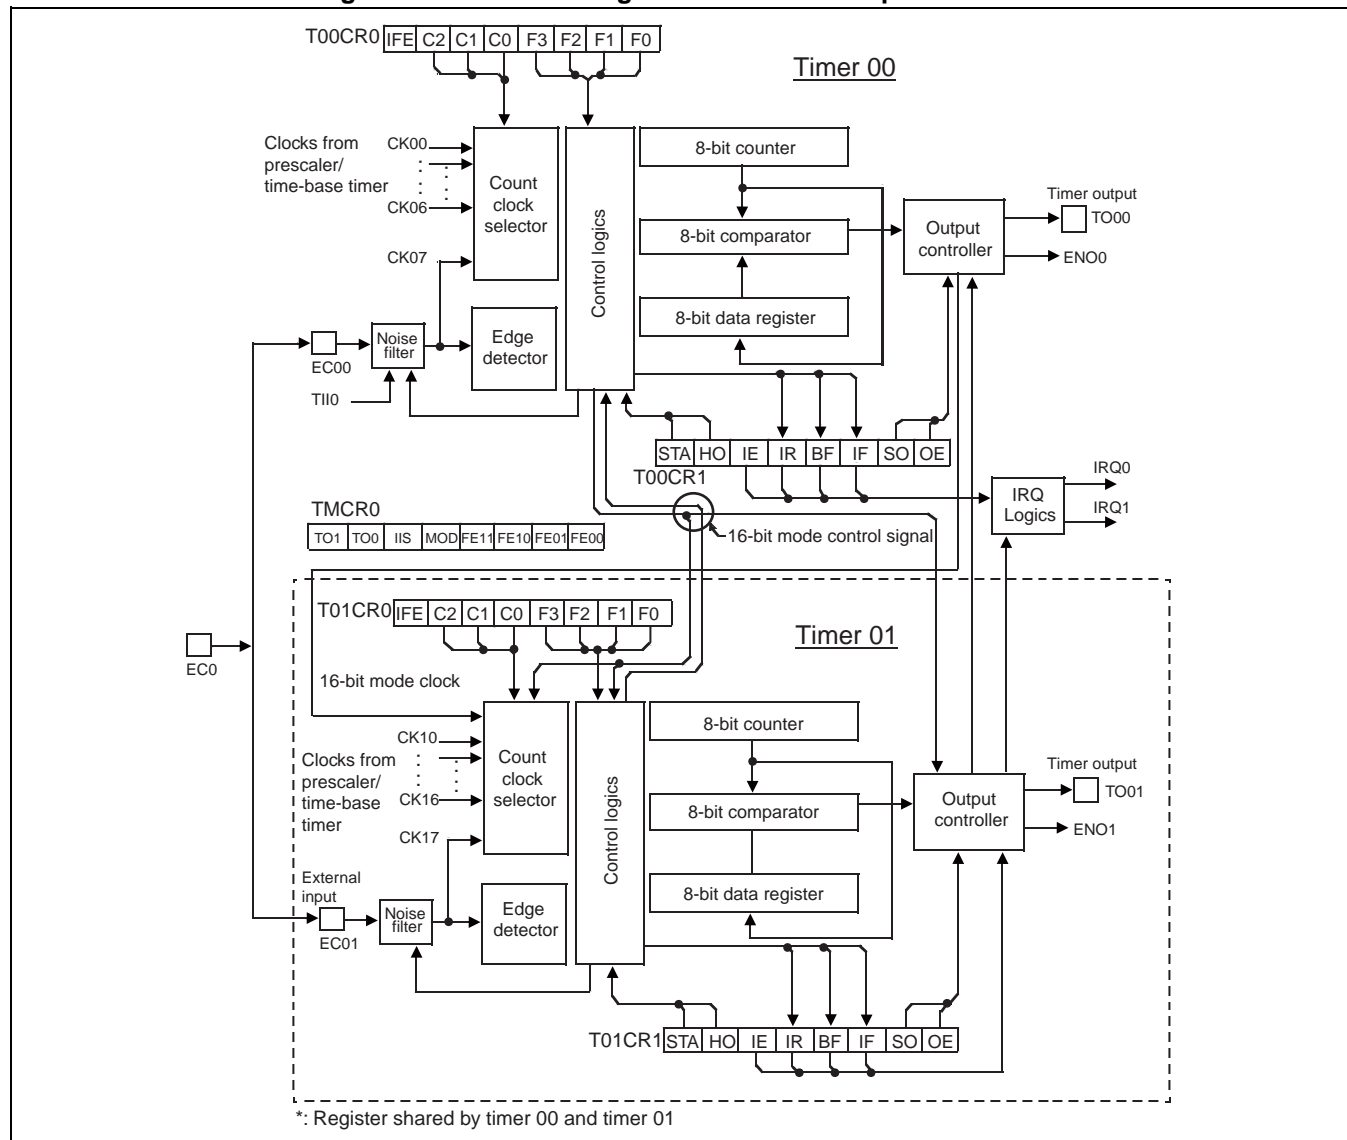 T00CR0 IFE C2 C1 C0 F3 F2 F1 F0
Timer 00
Clocks from
prescaler/
time-base timer
CK00
CK06
CK07
Count
clock
selector
Control logics
8-bit counter
8-bit comparator
8-bit data register
Output
controller
Timer output
TO00
ENO0
EC00
Noise
filter
Edge
detector
TII0
STA HO IE IR BF IF SO OE
T00CR1
IRQ
Logics
IRQ0
IRQ1
TMCR0
TO1 TO0 IIS MOD FE11 FE10 FE01 FE00
16-bit mode control signal
T01CR0 IFE C2 C1 C0 F3 F2 F1 F0
Timer 01
EC0
16-bit mode clock
Clocks from
prescaler/
time-base
timer
CK10
CK16
CK17
Count
clock
selector
Control logics
8-bit counter
8-bit comparator
8-bit data register
Output
controller
Timer output
TO01
ENO1
External
input
EC01
Noise
filter
Edge
detector
T01CR1 STA HO IE IR BF IF SO OE
*: Register shared by timer 00 and timer 01